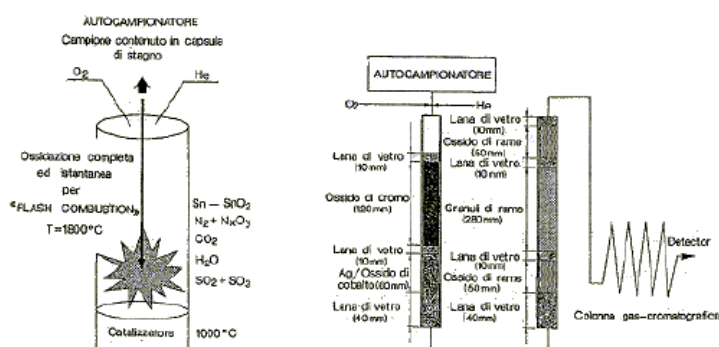 AUTOCAMPIONATORE
Campione contenuto in capsula
di stagno
O2
He
Ossidazione completa
ed istantanea
per
«FLASH COMBUSTION»
T=1800°C
Sn — SnO2
N2 + NxOy
CO2
H2O
SO2 + SO3
Catalizzatore
1000°C
AUTOCAMPIONATORE
O2
He
Lana di vetro
(10mm)
Ossido di cromo
(120mm)
Lana di vetro
(10mm)
Ag/Ossido di
cobalto (60mm)
Lana di vetro
(40mm)
Lana di vetro
(10mm)
Ossido di rame
(50mm)
Lana di vetro
(10mm)
Granuli di rame
(280mm)
Lana di vetro
(10mm)
Ossido di rame
(50mm)
Lana di vetro
(40mm)
Detector
Colonna gas-cromatografica